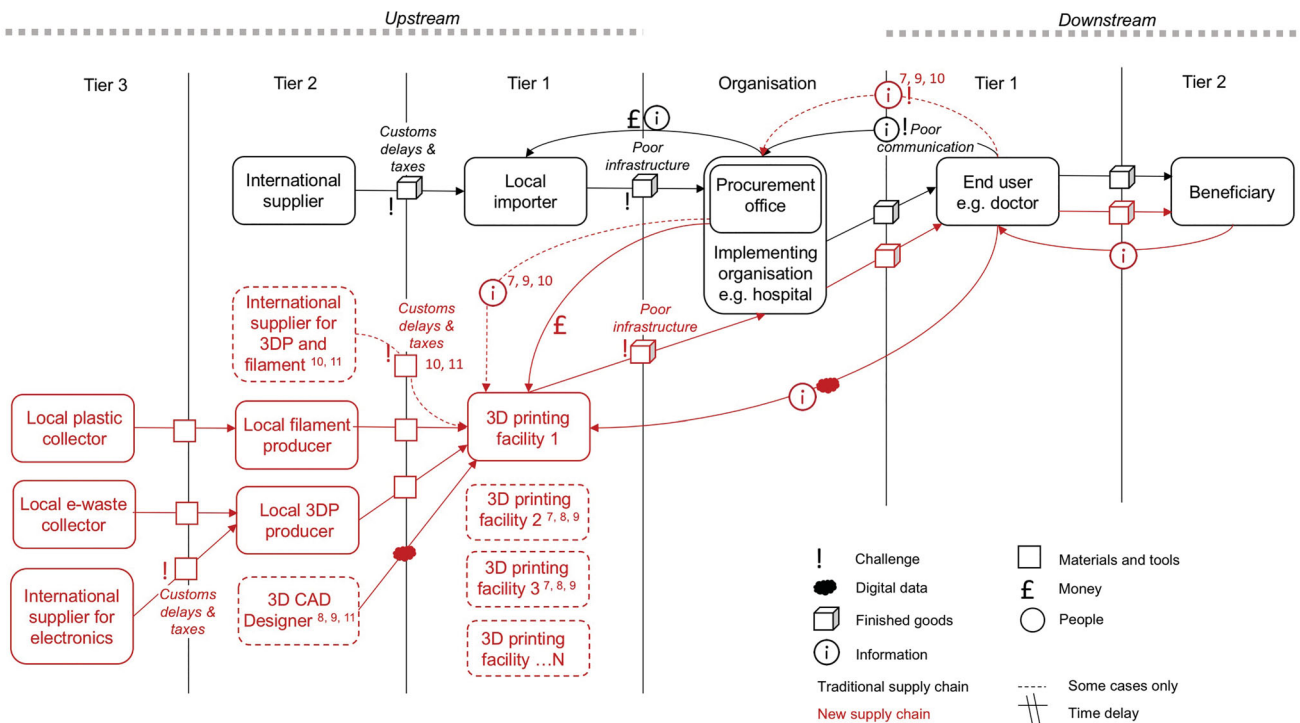 Upstream
Downstream
Tier 3
Tier 2
Tier 1
Organisation
Tier 1
Tier 2
Customs
delays &
taxes
!
£ i
Poor
infrastructure
!
i ! 7, 9, 10
i ! Poor
communication
International
supplier
Local
importer
Procurement
office
Implementing
organisation
e.g. hospital
End user
e.g. doctor
Beneficiary
i
i 7, 9, 10
£
International
supplier for
3DP and
filament 10, 11
Customs
delays &
taxes
!
10, 11
Poor
infrastructure
!
i
Local plastic
collector
Local filament
producer
3D printing
facility 1
Local e-waste
collector
Local 3DP
producer
3D printing
facility 2 7, 8, 9
International
supplier for
electronics
!
Customs
delays &
taxes
3D CAD
Designer 8, 9, 11
3D printing
facility 3 7, 8, 9
3D printing
facility ...N
! Challenge
Digital data
Finished goods
i Information
Traditional supply chain
New supply chain
Materials and tools
£ Money
People
Some cases only
Time delay